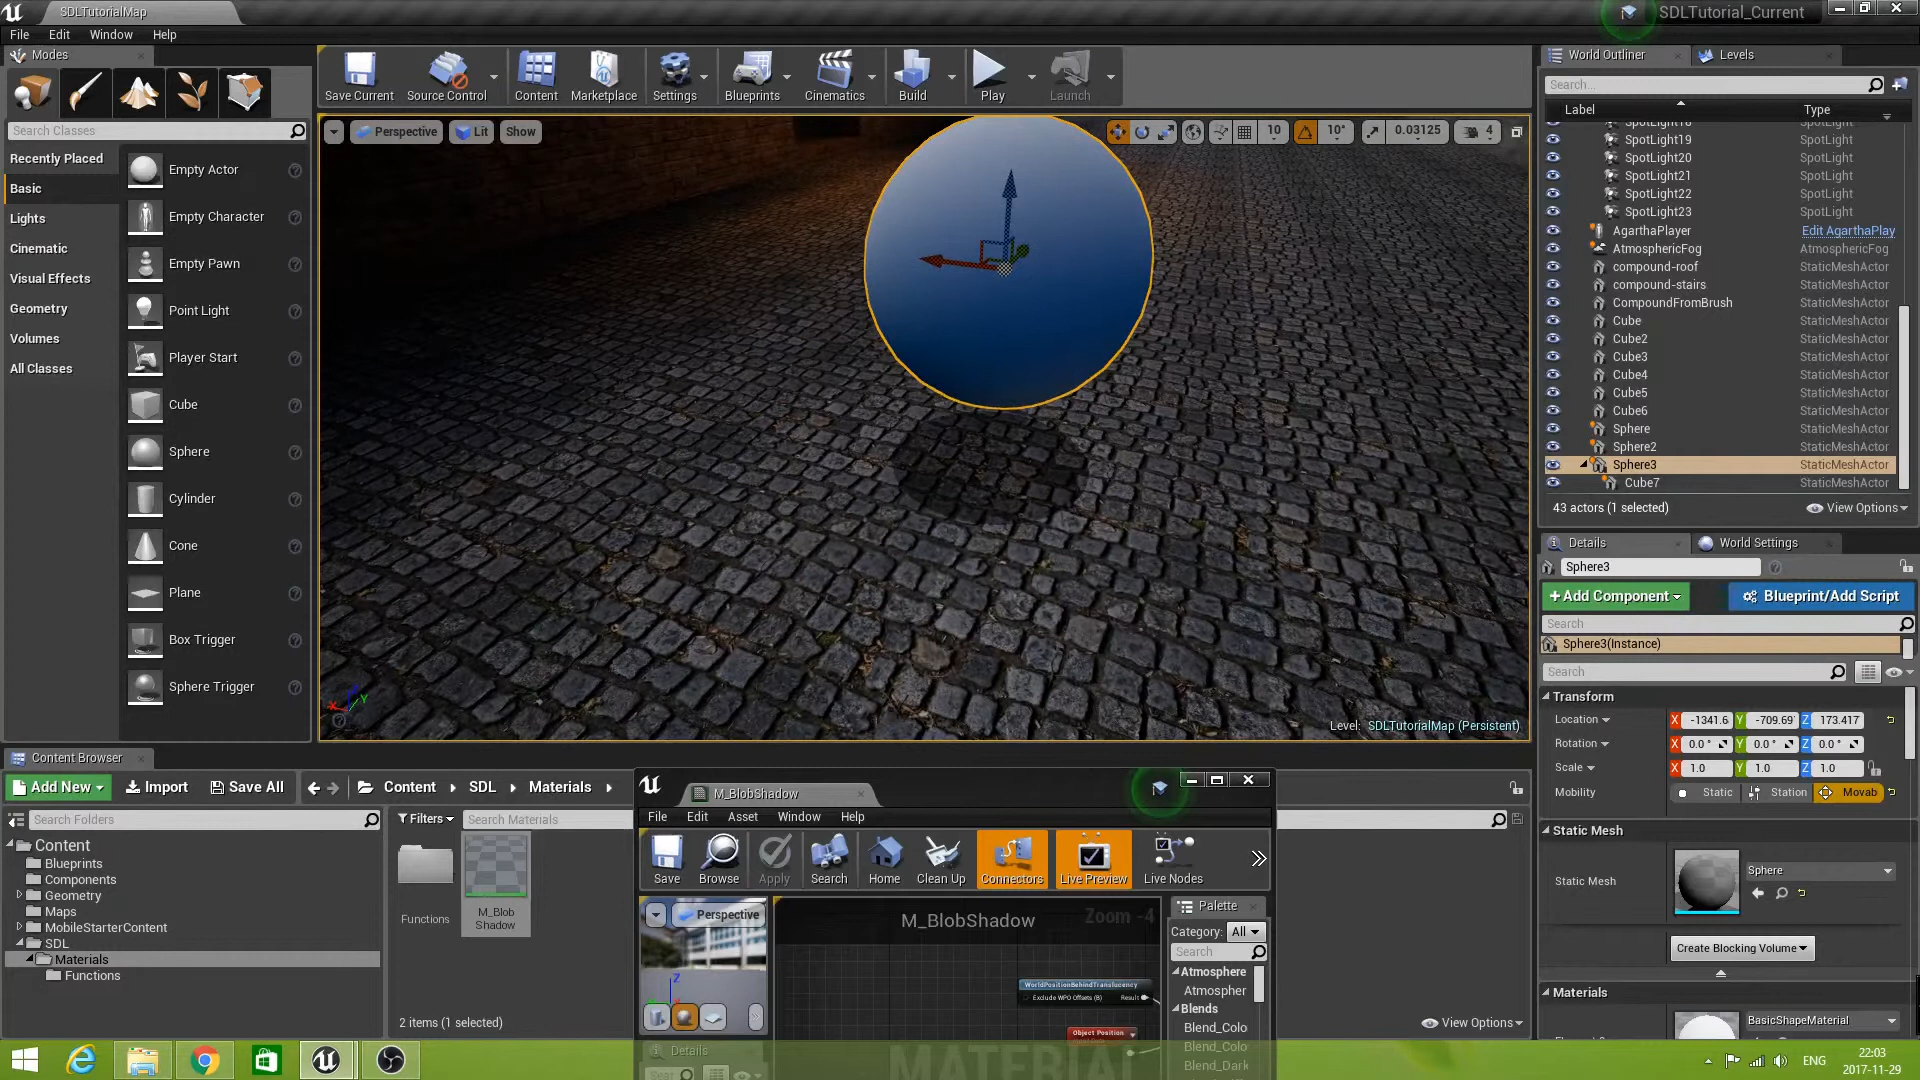 SDLTutorialMap
SDLTutorial_Current
File Edit Window Help
Modes
Search Classes
Recently Placed
Basic
Lights
Cinematic
Visual Effects
Geometry
Volumes
All Classes
Empty Actor
Empty Character
Empty Pawn
Point Light
Player Start
Cube
Sphere
Cylinder
Cone
Plane
Box Trigger
Sphere Trigger
Save Current
Source Control
Content
Marketplace
Settings
Blueprints
Cinematics
Build
Play
Launch
Perspective Lit Show
10 10° 0.03125 4
Level: SDLTutorialMap (Persistent)
X Y
World Outliner Levels
Search...
Label Type
SpotLight18 SpotLight
SpotLight19 SpotLight
SpotLight20 SpotLight
SpotLight21 SpotLight
SpotLight22 SpotLight
SpotLight23 SpotLight
AgarthaPlayer Edit AgarthaPlay
AtmosphericFog AtmosphericFog
compound-roof StaticMeshActor
compound-stairs StaticMeshActor
CompoundFromBrush StaticMeshActor
Cube StaticMeshActor
Cube2 StaticMeshActor
Cube3 StaticMeshActor
Cube4 StaticMeshActor
Cube5 StaticMeshActor
Cube6 StaticMeshActor
Sphere StaticMeshActor
Sphere2 StaticMeshActor
Sphere3 StaticMeshActor
Cube7 StaticMeshActor
43 actors (1 selected) View Options
Details World Settings
Sphere3
+Add Component Blueprint/Add Script
Search
Sphere3(Instance)
Search
Transform
Location X -1341.6 Y -709.69 Z 173.417
Rotation X 0.0 ° Y 0.0 ° Z 0.0 °
Scale X 1.0 Y 1.0 Z 1.0
Mobility Static Station Movab
Static Mesh
Static Mesh Sphere
Create Blocking Volume
Materials
BasicShapeMaterial
Content Browser
Add New Import Save All Content SDL Materials
Search Folders
Filters Search Materials
Content
Blueprints
Components
Geometry
Maps
MobileStarterContent
SDL
Materials
Functions
Functions
M_Blob
Shadow
2 items (1 selected)
View Options
M_BlobShadow
File Edit Asset Window Help
Save Browse Apply Search Home Clean Up Connectors Live Preview Live Nodes
Perspective
Z
M_BlobShadow Zoom -4
WorldPositionBehindTranslucency
Exclude WPO Offsets (B) Result
Object Position
MATERIAL
Palette
Category: All
Search
Atmosphere
Atmospher
Blends
Blend_Colo
Blend_Colo
Blend_Dark
Details
ENG
22:03
2017-11-29